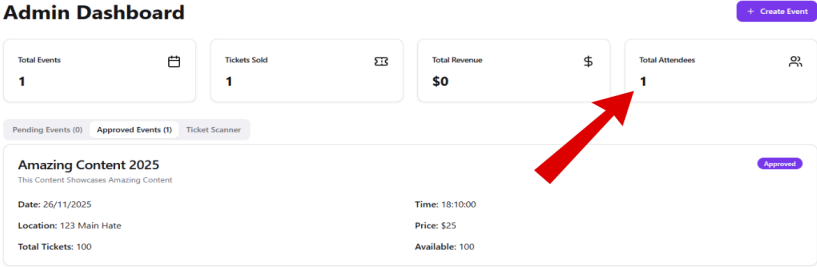 Admin Dashboard
+ Create Event
Total Events
1
Tickets Sold
1
Total Revenue
$0
Total Attendees
1
Pending Events (0) Approved Events (1) Ticket Scanner
Amazing Content 2025
Approved
This Content Showcases Amazing Content
Date: 26/11/2025
Time: 18:10:00
Location: 123 Main Hate
Price: $25
Total Tickets: 100
Available: 100